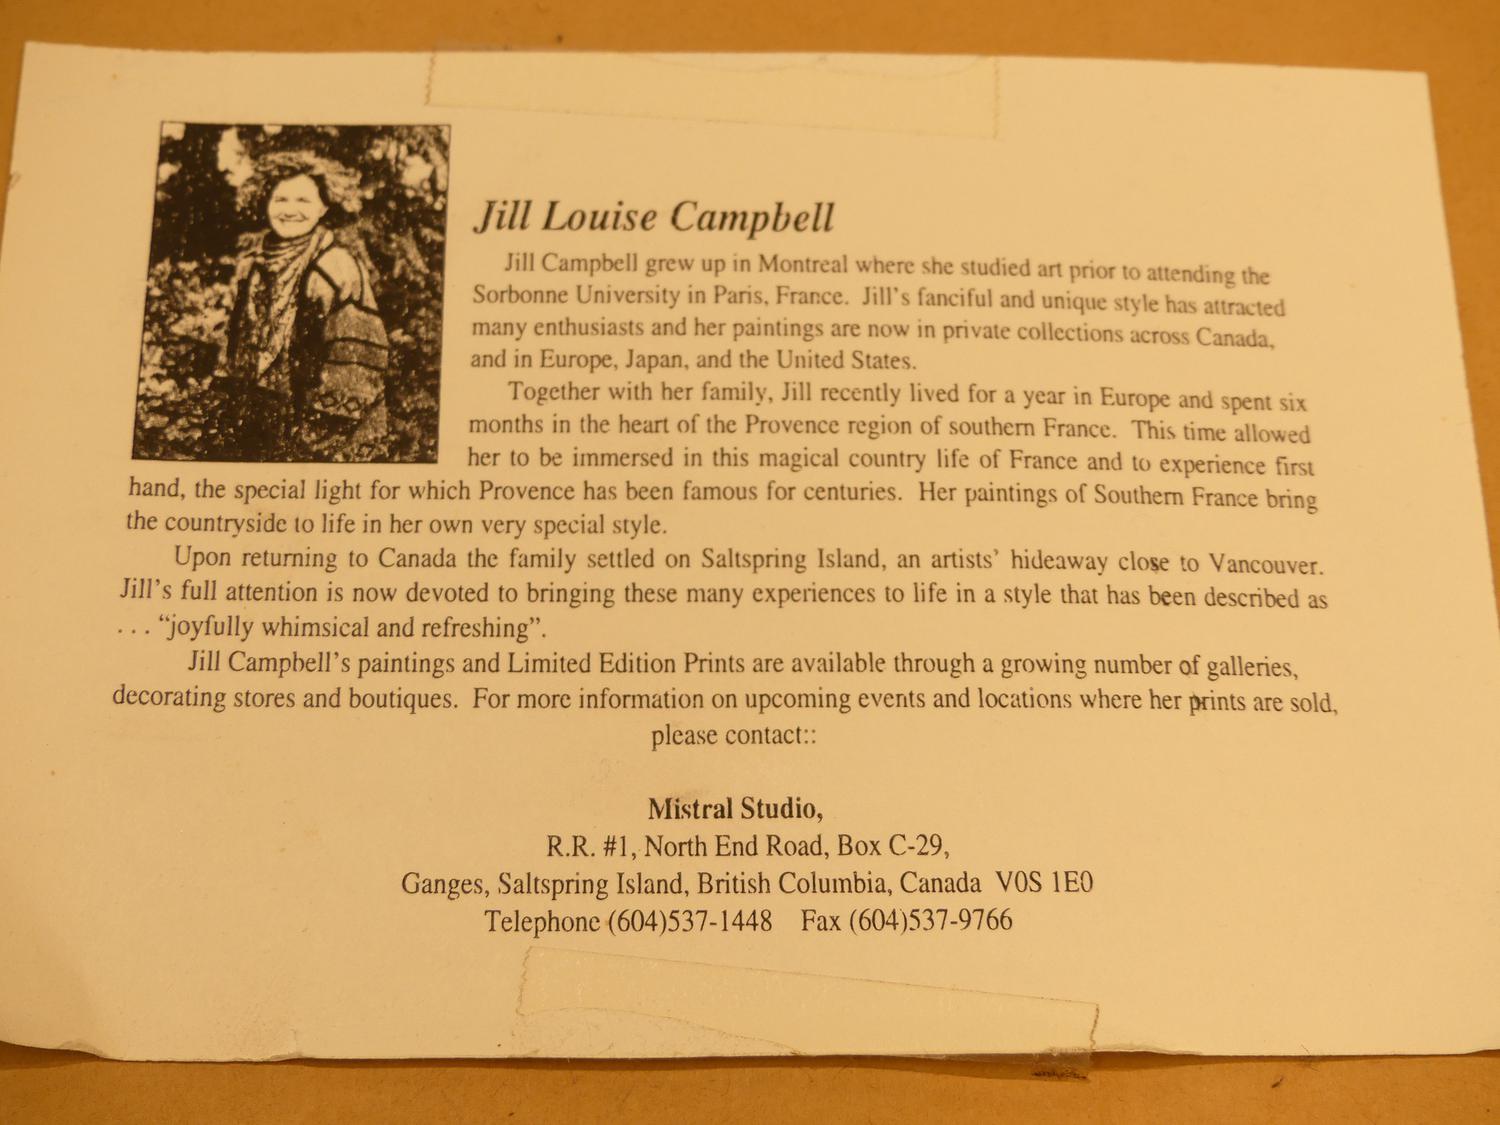 Jill Louise Campbell
Jill Campbell grew up in Montreal where she studied art prior to attending the
Sorbonne University in Paris, France. Jill's fanciful and unique style has attracted
many enthusiasts and her paintings are now in private collections across Canada,
and in Europe, Japan, and the United States.
Together with her family, Jill recently lived for a year in Europe and spent six
months in the heart of the Provence region of southern France. This time allowed
her to be immersed in this magical country life of France and to experience first
hand, the special light for which Provence has been famous for centuries. Her paintings of Southern France bring
the countryside to life in her own very special style.
Upon returning to Canada the family settled on Saltspring Island, an artists' hideaway close to Vancouver.
Jill's full attention is now devoted to bringing these many experiences to life in a style that has been described as
... “joyfully whimsical and refreshing”.
Jill Campbell's paintings and Limited Edition Prints are available through a growing number of galleries,
decorating stores and boutiques. For more information on upcoming events and locations where her prints are sold,
please contact::
Mistral Studio,
R.R. #1, North End Road, Box C-29,
Ganges, Saltspring Island, British Columbia, Canada V0S 1E0
Telephone (604)537-1448 Fax (604)537-9766